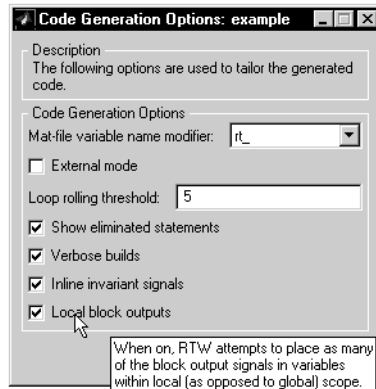 Code Generation Options: example
Description
The following options are used to tailor the generated
code.
Code Generation Options
Mat-file variable name modifier: rt_
External mode
Loop rolling threshold: 5
Show eliminated statements
Verbose builds
Inline invariant signals
Local block outputs
When on, RTW attempts to place as many
of the block output signals in variables
within local (as opposed to global) scope.